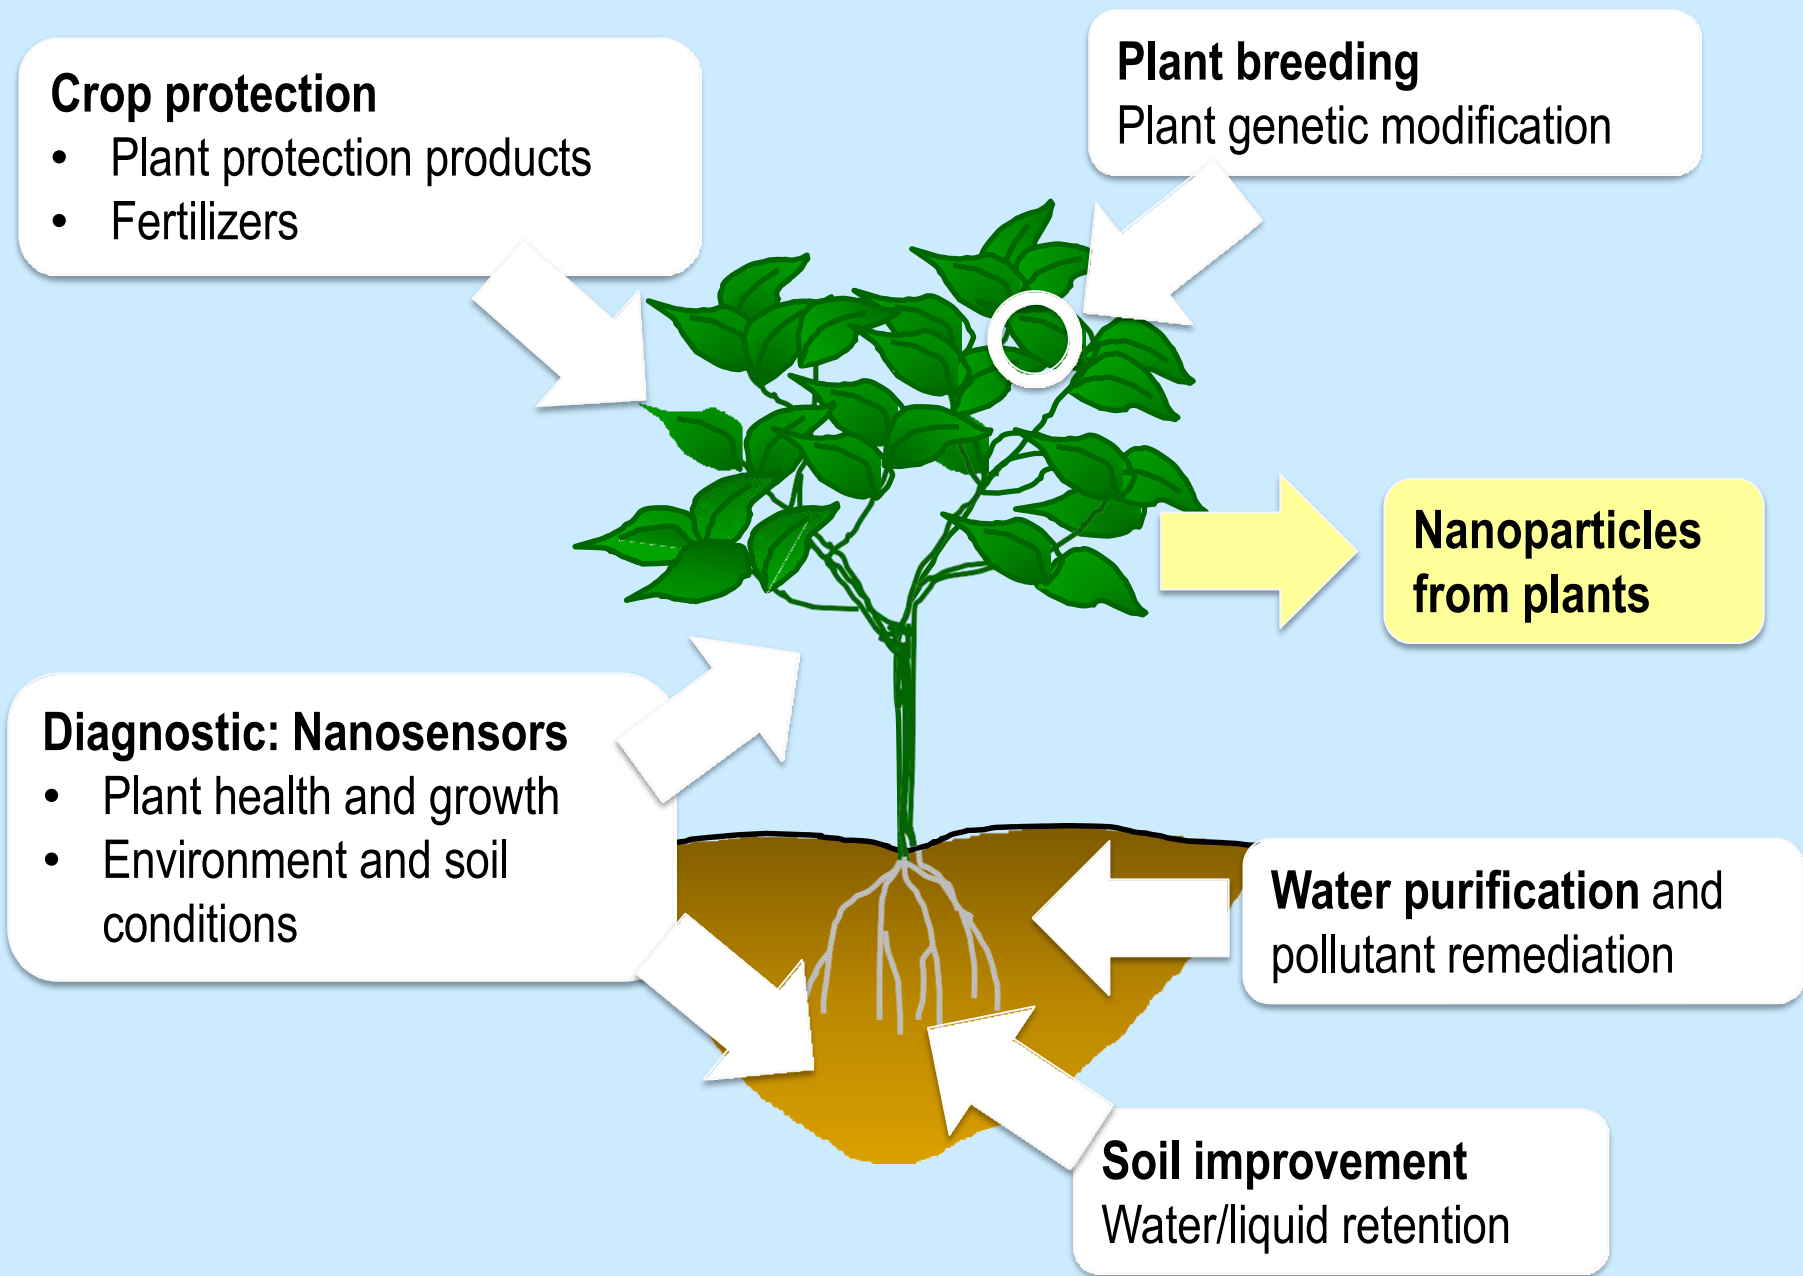 Crop protection
• Plant protection products
• Fertilizers
Plant breeding
Plant genetic modification
Nanoparticles
from plants
Diagnostic: Nanosensors
• Plant health and growth
• Environment and soil
conditions
Water purification and
pollutant remediation
Soil improvement
Water/liquid retention